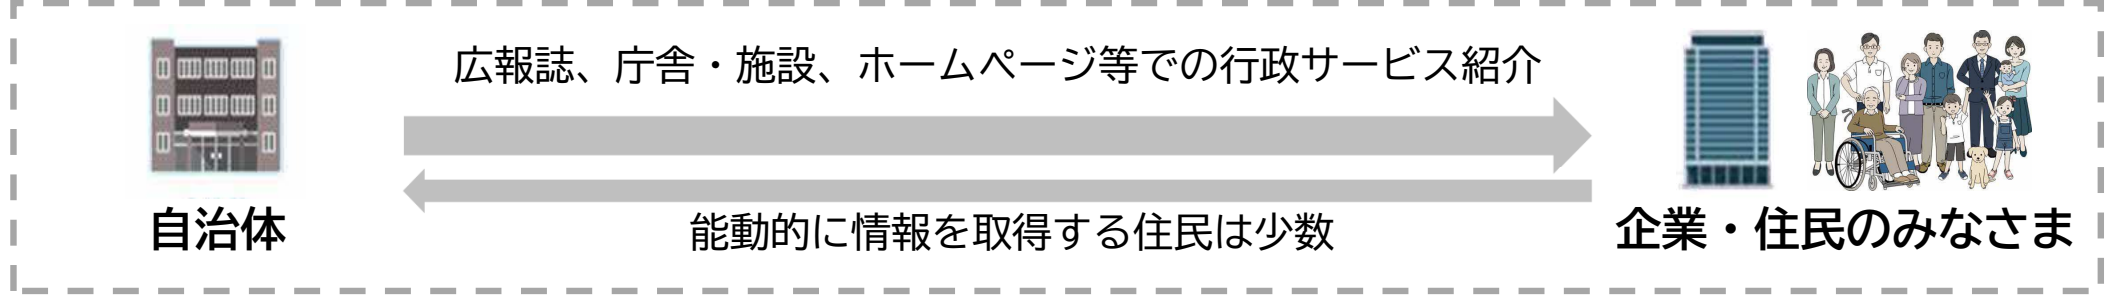 広報誌、庁舎・施設、ホームページ等での行政サービス紹介
能動的に情報を取得する住民は少数
自治体
企業・住民のみなさま